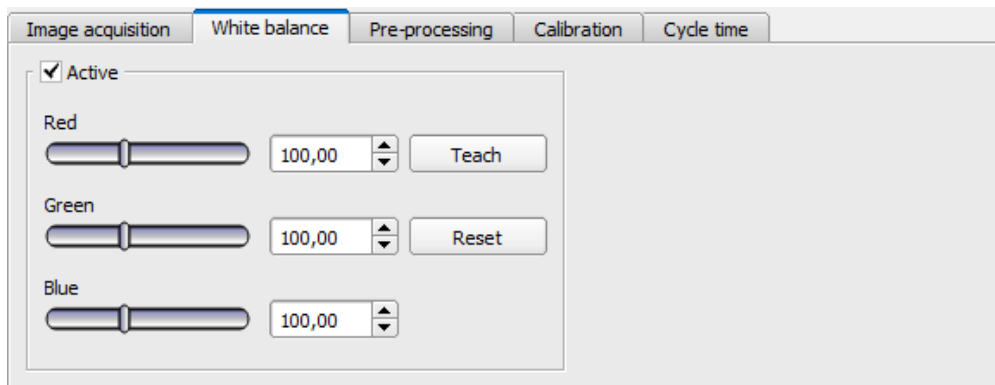 Image acquisition White balance Pre-processing Calibration Cycle time
Active
Red
100,00 Teach
Green
100,00 Reset
Blue
100,00